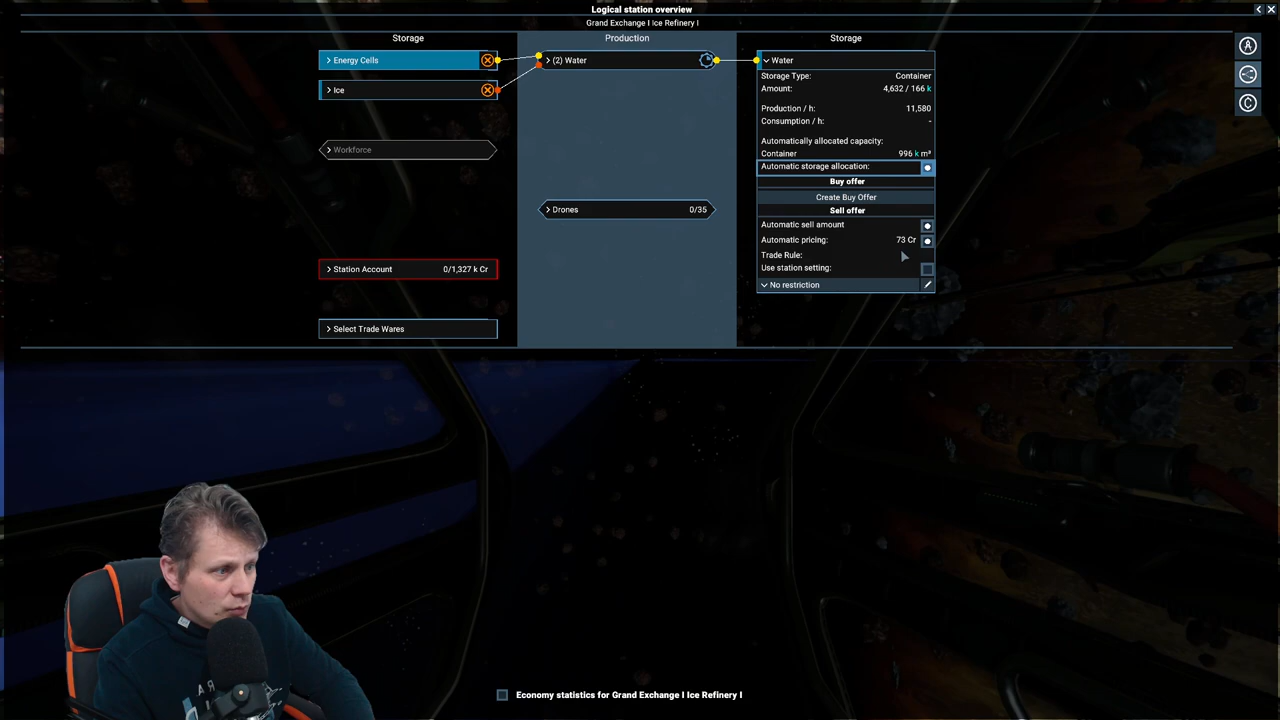 Logical station overview
Grand Exchange I Ice Refinery I
Storage
Production
Storage
Energy Cells
(2) Water
Water
Storage Type: Container
Amount: 4,632 / 166 k
Ice
Production / h: 11,580
Consumption / h: -
Automatically allocated capacity:
Workforce
Container 996 k m³
Automatic storage allocation:
Buy offer
Create Buy Offer
Drones 0/35
Sell offer
Automatic sell amount
Automatic pricing: 73 Cr
Trade Rule:
Station Account 0/1,327 k Cr
Use station setting:
No restriction
Select Trade Wares
Economy statistics for Grand Exchange I Ice Refinery I